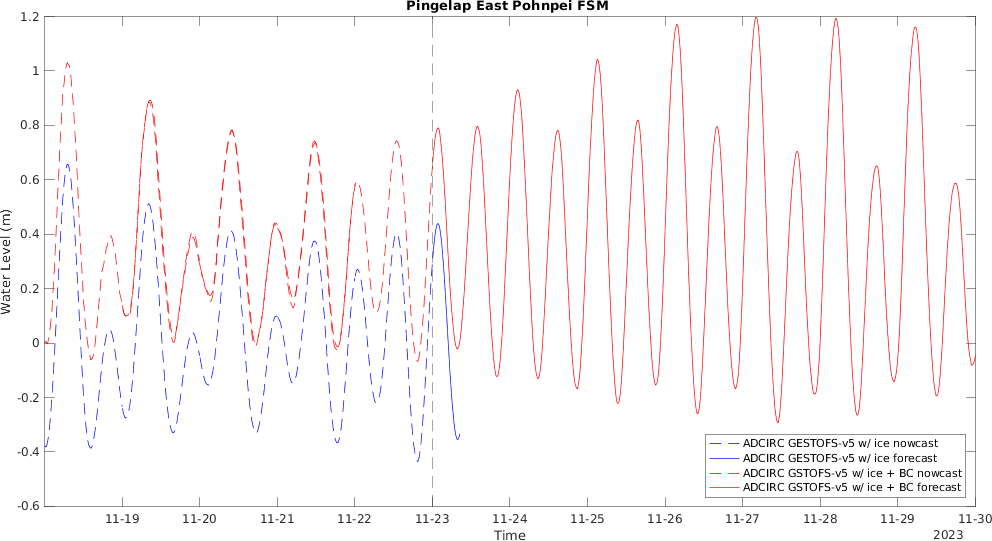 Pingelap East Pohnpei FSM
1.2
1
0.8
0.6
0.4
0.2
0
-0.2
-0.4
-0.6
Water Level (m)
ADCIRC GESTOFS-v5 w/ ice nowcast
ADCIRC GESTOFS-v5 w/ ice forecast
ADCIRC GSTOFS-v5 w/ ice + BC nowcast
ADCIRC GSTOFS-v5 w/ ice + BC forecast
11-19 11-20 11-21 11-22 11-23 11-24 11-25 11-26 11-27 11-28 11-29 11-30
Time
2023